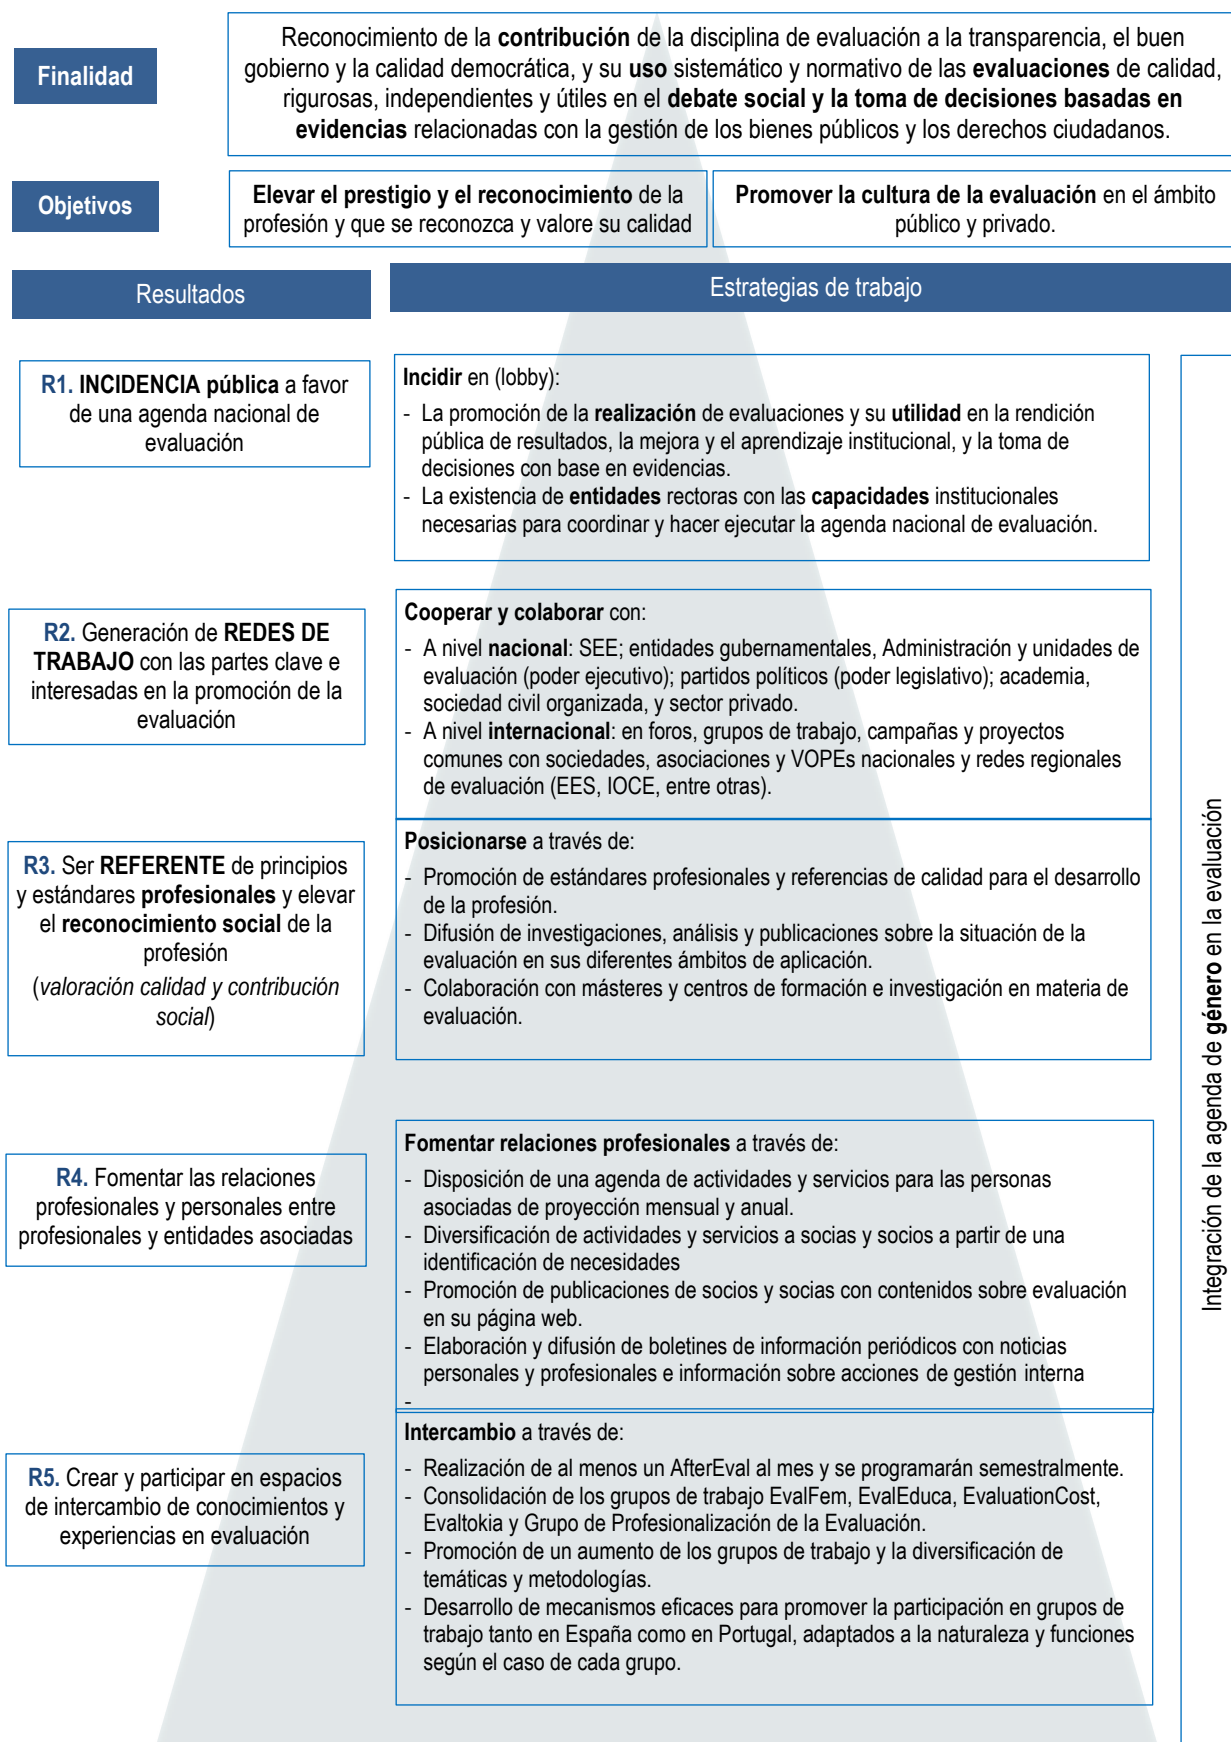 Finalidad
Reconocimiento de la contribución de la disciplina de evaluación a la transparencia, el buen
gobierno y la calidad democrática, y su uso sistemático y normativo de las evaluaciones de calidad,
rigurosas, independientes y útiles en el debate social y la toma de decisiones basadas en
evidencias relacionadas con la gestión de los bienes públicos y los derechos ciudadanos.
Objetivos
Elevar el prestigio y el reconocimiento de la
profesión y que se reconozca y valore su calidad
Promover la cultura de la evaluación en el ámbito
público y privado.
Resultados
Estrategias de trabajo
R1. INCIDENCIA pública a favor
de una agenda nacional de
evaluación
Incidir en (lobby):
- La promoción de la realización de evaluaciones y su utilidad en la rendición
pública de resultados, la mejora y el aprendizaje institucional, y la toma de
decisiones con base en evidencias.
- La existencia de entidades rectoras con las capacidades institucionales
necesarias para coordinar y hacer ejecutar la agenda nacional de evaluación.
R2. Generación de REDES DE
TRABAJO con las partes clave e
interesadas en la promoción de la
evaluación
Cooperar y colaborar con:
- A nivel nacional: SEE; entidades gubernamentales, Administración y unidades de
evaluación (poder ejecutivo); partidos políticos (poder legislativo); academia,
sociedad civil organizada, y sector privado.
- A nivel internacional: en foros, grupos de trabajo, campañas y proyectos
comunes con sociedades, asociaciones y VOPEs nacionales y redes regionales
de evaluación (EES, IOCE, entre otras).
R3. Ser REFERENTE de principios
y estándares profesionales y elevar
el reconocimiento social de la
profesión
(valoración calidad y contribución
social)
Posicionarse a través de:
- Promoción de estándares profesionales y referencias de calidad para el desarrollo
de la profesión.
- Difusión de investigaciones, análisis y publicaciones sobre la situación de la
evaluación en sus diferentes ámbitos de aplicación.
- Colaboración con másteres y centros de formación e investigación en materia de
evaluación.
R4. Fomentar las relaciones
profesionales y personales entre
profesionales y entidades asociadas
Fomentar relaciones profesionales a través de:
- Disposición de una agenda de actividades y servicios para las personas
asociadas de proyección mensual y anual.
- Diversificación de actividades y servicios a socias y socios a partir de una
identificación de necesidades
- Promoción de publicaciones de socios y socias con contenidos sobre evaluación
en su página web.
- Elaboración y difusión de boletines de información periódicos con noticias
personales y profesionales e información sobre acciones de gestión interna
-
R5. Crear y participar en espacios
de intercambio de conocimientos y
experiencias en evaluación
Intercambio a través de:
- Realización de al menos un AfterEval al mes y se programarán semestralmente.
- Consolidación de los grupos de trabajo EvalFem, EvalEduca, EvaluationCost,
Evaltokia y Grupo de Profesionalización de la Evaluación.
- Promoción de un aumento de los grupos de trabajo y la diversificación de
temáticas y metodologías.
- Desarrollo de mecanismos eficaces para promover la participación en grupos de
trabajo tanto en España como en Portugal, adaptados a la naturaleza y funciones
según el caso de cada grupo.
Integración de la agenda de género en la evaluación